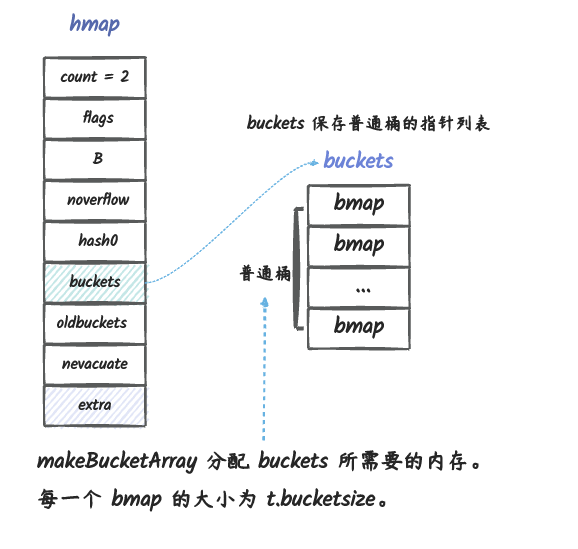 hmap
count = 2
flags
B
noverflow
hash0
buckets
oldbuckets
nevacuate
extra
buckets 保存普通桶的指针列表
buckets
bmap
bmap
...
bmap
普通桶
makeBucketArray 分配 buckets 所需要的内存。
每一个 bmap 的大小为 t.bucketsize。